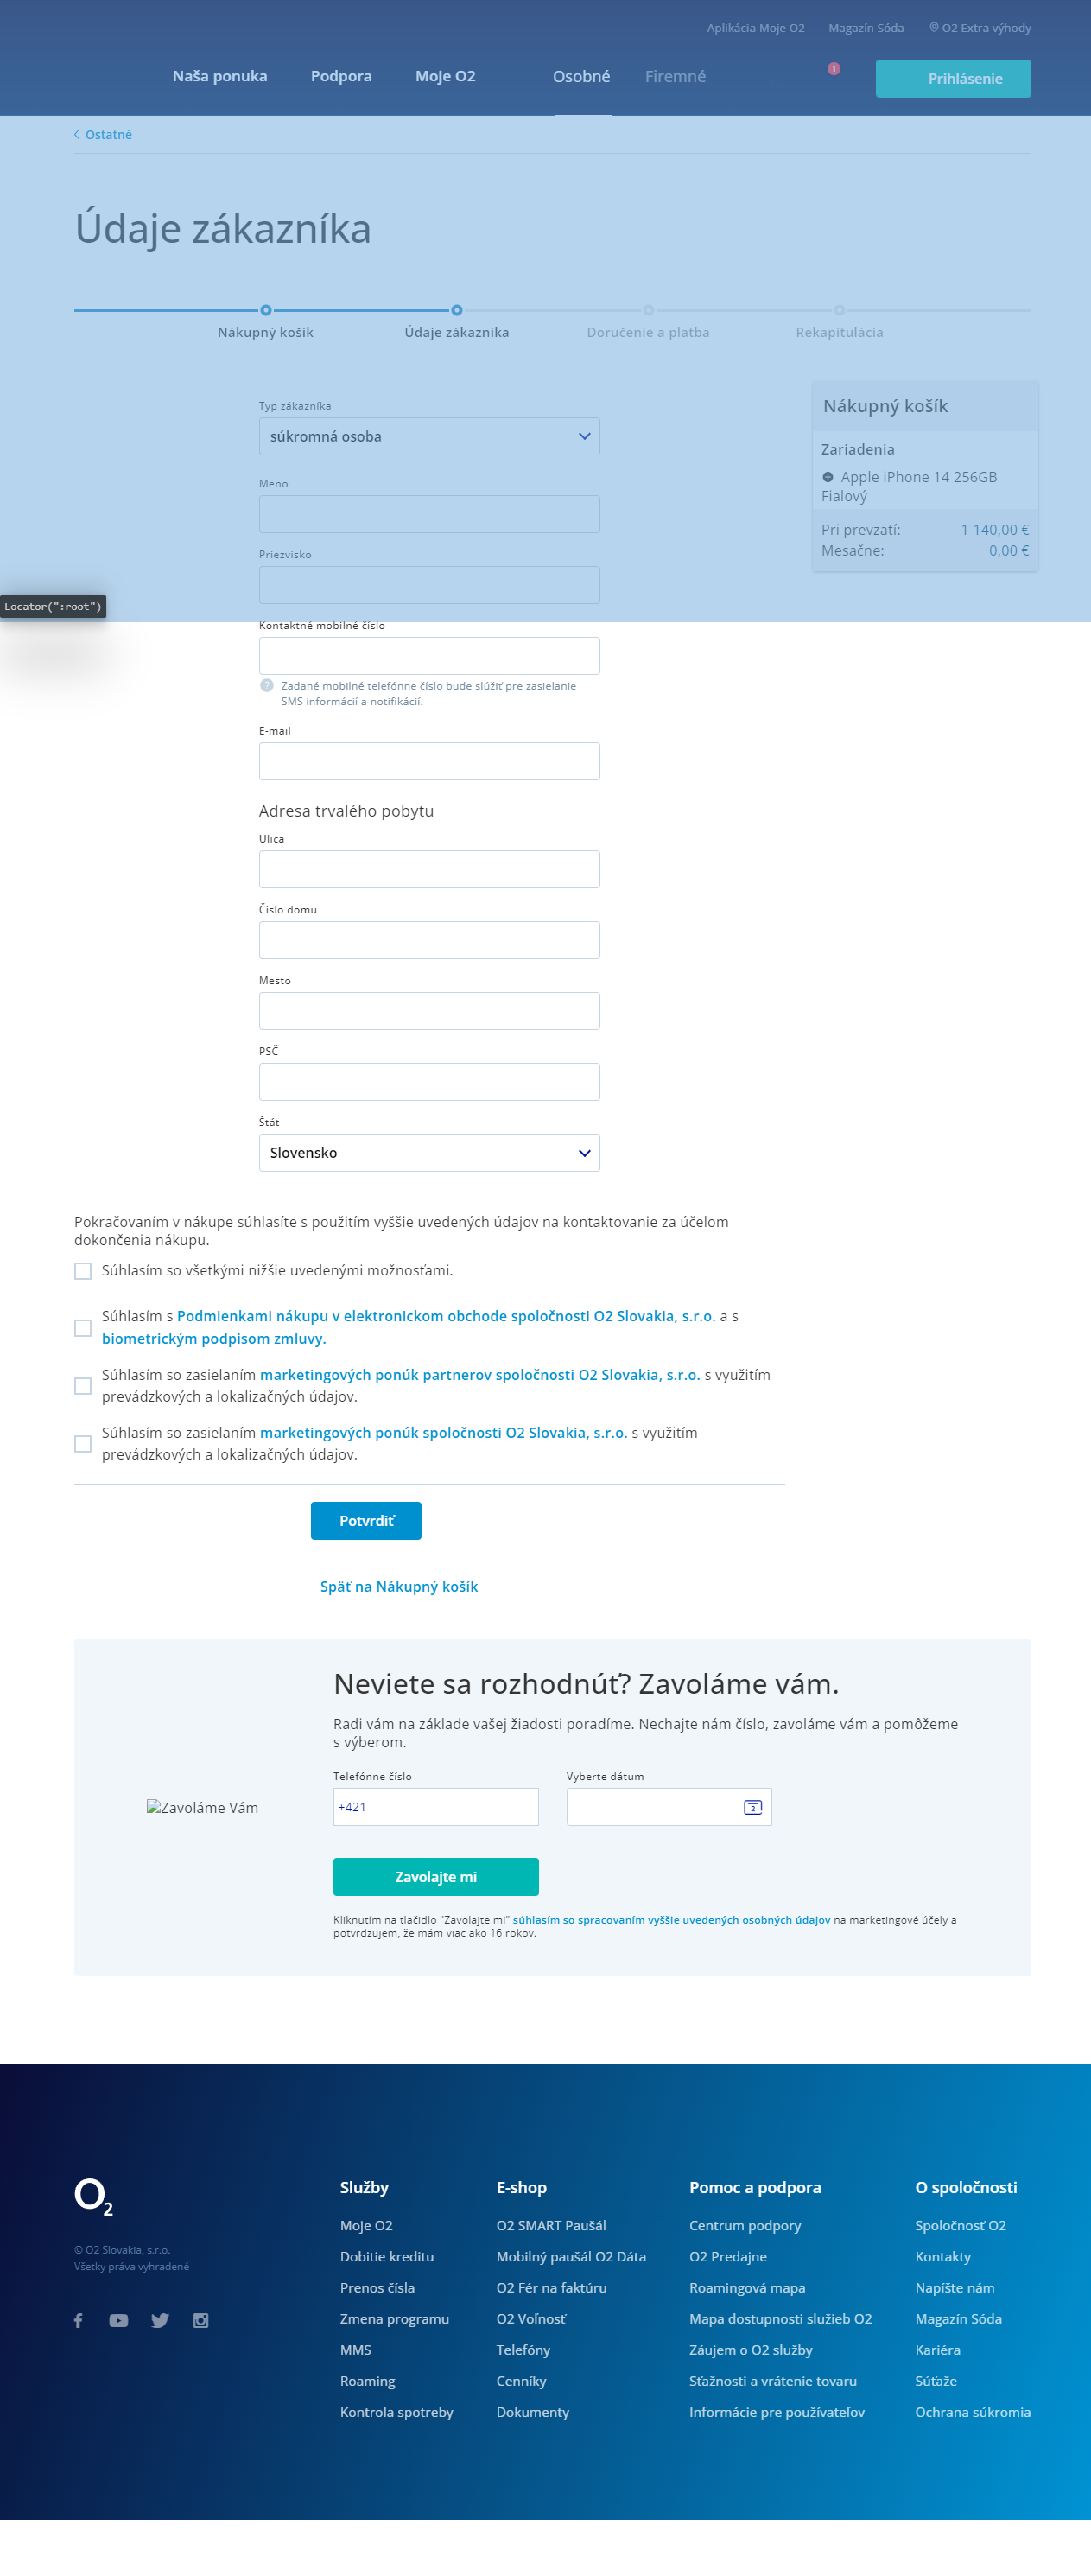 Aplikácia Moje O2 Magazín Sóda O2 Extra výhody
Naša ponuka Podpora Moje O2 Osobné Firemné 1 Prihlásenie
Ostatné
Údaje zákazníka
Nákupný košík Údaje zákazníka Doručenie a platba Rekapitulácia
Typ zákazníka
súkromná osoba
Meno
Priezvisko
Nákupný košík
Zariadenia
Apple iPhone 14 256GB
Fialový
Pri prevzatí: 1 140,00 €
Mesačne: 0,00 €
Locator(":root")
Kontaktné mobilné číslo
? Zadané mobilné telefónne číslo bude slúžiť pre zasielanie
SMS informácií a notifikácií.
E-mail
Adresa trvalého pobytu
Ulica
Číslo domu
Mesto
PSČ
Štát
Slovensko
Pokračovaním v nákupe súhlasíte s použitím vyššie uvedených údajov na kontaktovanie za účelom
dokončenia nákupu.
Súhlasím so všetkými nižšie uvedenými možnosťami.
Súhlasím s Podmienkami nákupu v elektronickom obchode spoločnosti O2 Slovakia, s.r.o. a s
biometrickým podpisom zmluvy.
Súhlasím so zasielaním marketingových ponúk partnerov spoločnosti O2 Slovakia, s.r.o. s využitím
prevádzkových a lokalizačných údajov.
Súhlasím so zasielaním marketingových ponúk spoločnosti O2 Slovakia, s.r.o. s využitím
prevádzkových a lokalizačných údajov.
Potvrdiť
Späť na Nákupný košík
Neviete sa rozhodnúť? Zavoláme vám.
Radi vám na základe vašej žiadosti poradíme. Nechajte nám číslo, zavoláme vám a pomôžeme
s výberom.
Telefónne číslo Vyberte dátum
Zavoláme Vám +421 2
Zavolajte mi
Kliknutím na tlačidlo "Zavolajte mi" súhlasím so spracovaním vyššie uvedených osobných údajov na marketingové účely a
potvrdzujem, že mám viac ako 16 rokov.
O2
© O2 Slovakia, s.r.o.
Všetky práva vyhradené
Služby
Moje O2
Dobitie kreditu
Prenos čísla
Zmena programu
MMS
Roaming
Kontrola spotreby
E-shop
O2 SMART Paušál
Mobilný paušál O2 Dáta
O2 Fér na faktúru
O2 Voľnosť
Telefóny
Cenníky
Dokumenty
Pomoc a podpora
Centrum podpory
O2 Predajne
Roamingová mapa
Mapa dostupnosti služieb O2
Záujem o O2 služby
Sťažnosti a vrátenie tovaru
Informácie pre používateľov
O spoločnosti
Spoločnosť O2
Kontakty
Napíšte nám
Magazín Sóda
Kariéra
Súťaže
Ochrana súkromia